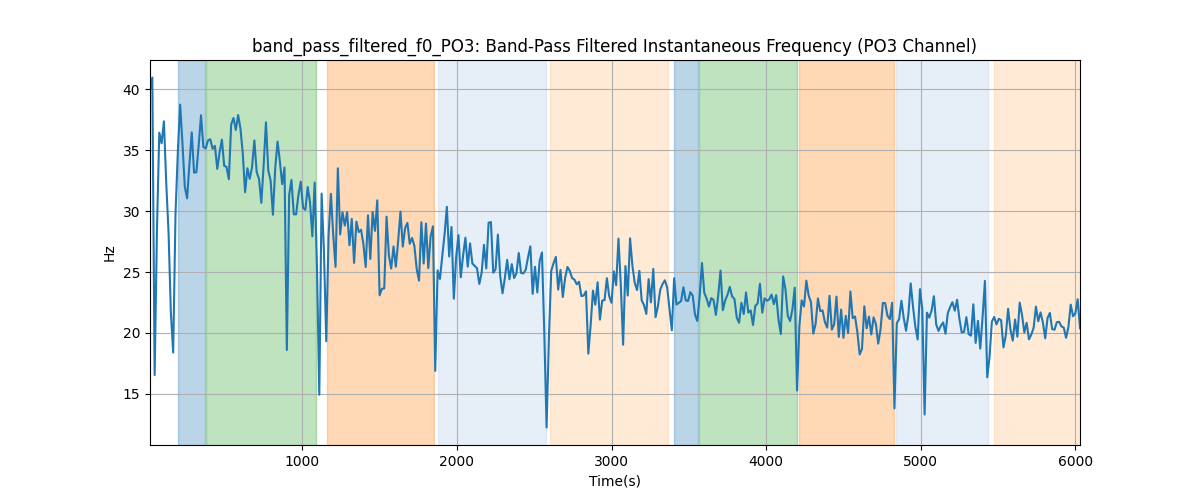 band_pass_filtered_f0_PO3: Band-Pass Filtered Instantaneous Frequency (PO3 Channel)
40
35
30
25
20
15
Hz
1000 2000 3000 4000 5000 6000
Time(s)